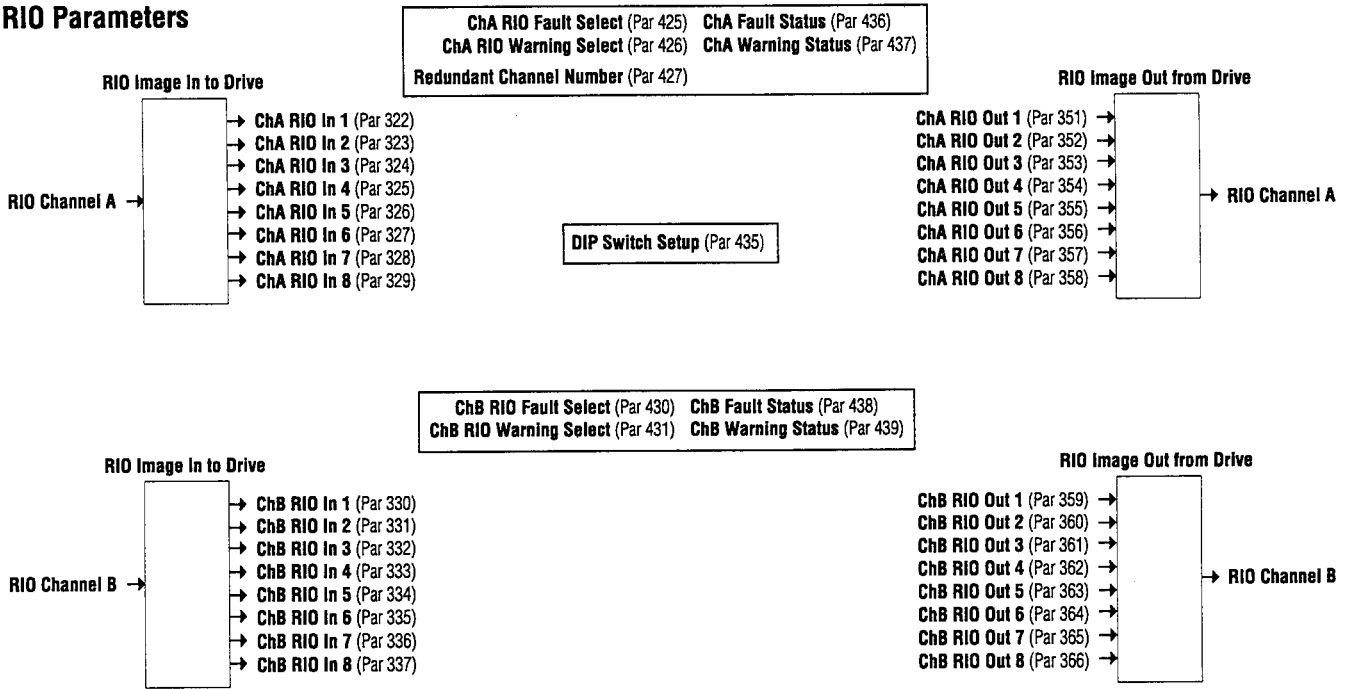 RIO Parameters
ChA RIO Fault Select (Par 425) ChA Fault Status (Par 436)
ChA RIO Warning Select (Par 426) ChA Warning Status (Par 437)
Redundant Channel Number (Par 427)
RIO Image In to Drive
RIO Channel A
ChA RIO In 1 (Par 322)
ChA RIO In 2 (Par 323)
ChA RIO In 3 (Par 324)
ChA RIO In 4 (Par 325)
ChA RIO In 5 (Par 326)
ChA RIO In 6 (Par 327)
ChA RIO In 7 (Par 328)
ChA RIO In 8 (Par 329)
DIP Switch Setup (Par 435)
RIO Image Out from Drive
ChA RIO Out 1 (Par 351)
ChA RIO Out 2 (Par 352)
ChA RIO Out 3 (Par 353)
ChA RIO Out 4 (Par 354)
ChA RIO Out 5 (Par 355)
ChA RIO Out 6 (Par 356)
ChA RIO Out 7 (Par 357)
ChA RIO Out 8 (Par 358)
RIO Channel A
ChB RIO Fault Select (Par 430) ChB Fault Status (Par 438)
ChB RIO Warning Select (Par 431) ChB Warning Status (Par 439)
RIO Image In to Drive
RIO Channel B
ChB RIO In 1 (Par 330)
ChB RIO In 2 (Par 331)
ChB RIO In 3 (Par 332)
ChB RIO In 4 (Par 333)
ChB RIO In 5 (Par 334)
ChB RIO In 6 (Par 335)
ChB RIO In 7 (Par 336)
ChB RIO In 8 (Par 337)
RIO Image Out from Drive
ChB RIO Out 1 (Par 359)
ChB RIO Out 2 (Par 360)
ChB RIO Out 3 (Par 361)
ChB RIO Out 4 (Par 362)
ChB RIO Out 5 (Par 363)
ChB RIO Out 6 (Par 364)
ChB RIO Out 7 (Par 365)
ChB RIO Out 8 (Par 366)
RIO Channel B